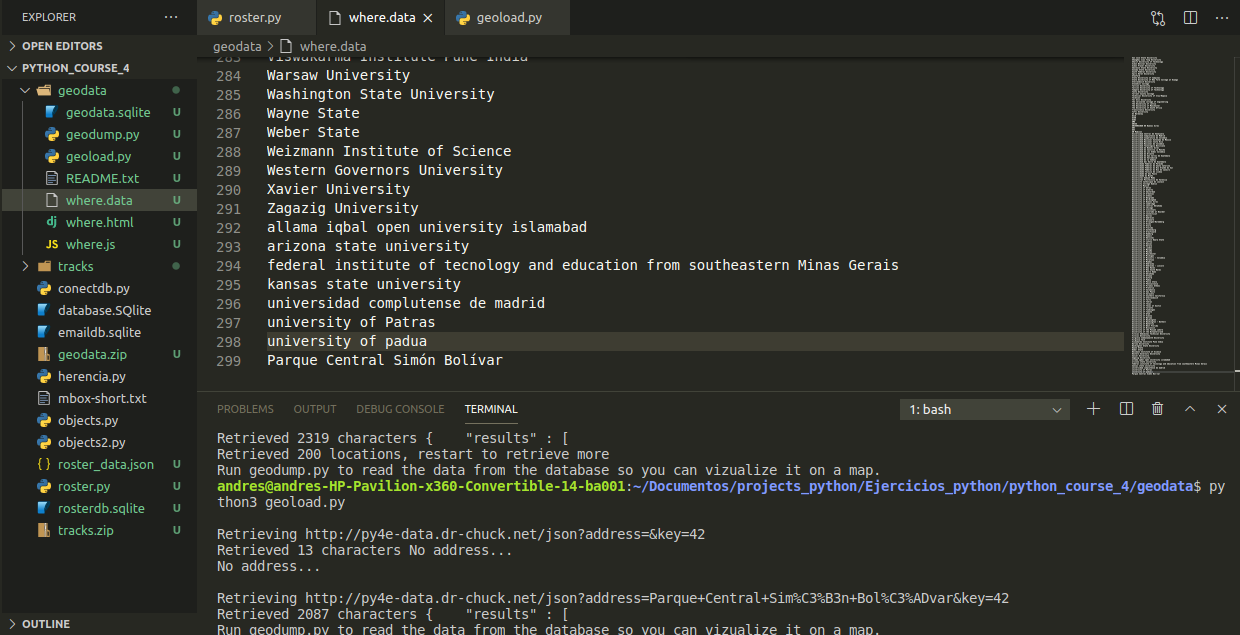 EXPLORER
OPEN EDITORS
PYTHON_COURSE_4
geodata
geodata.sqlite U
geodump.py U
geoload.py U
README.txt U
where.data U
where.html U
JS where.js U
tracks
conectdb.py
database.SQlite
emaildb.sqlite
geodata.zip U
herencia.py
mbox-short.txt
objects.py
objects2.py
{} roster_data.json U
roster.py U
rosterdb.sqlite U
tracks.zip U
OUTLINE
roster.py where.data × geoload.py
geodata > where.data
283 Viswakarma Institute Pune India
284 Warsaw University
285 Washington State University
286 Wayne State
287 Weber State
288 Weizmann Institute of Science
289 Western Governors University
290 Xavier University
291 Zagazig University
292 allama iqbal open university islamabad
293 arizona state university
294 federal institute of tecnology and education from southeastern Minas Gerais
295 kansas state university
296 universidad complutense de madrid
297 university of Patras
298 university of padua
299 Parque Central Simón Bolívar
PROBLEMS OUTPUT DEBUG CONSOLE TERMINAL 1: bash
Retrieved 2319 characters {    "results" : [
Retrieved 200 locations, restart to retrieve more
Run geodump.py to read the data from the database so you can vizualize it on a map.
andres@andres-HP-Pavilion-x360-Convertible-14-ba001:~/Documentos/projects_python/Ejercicios_python/python_course_4/geodata$ py
thon3 geoload.py
Retrieving http://py4e-data.dr-chuck.net/json?address=&key=42
Retrieved 13 characters No address...
No address...
Retrieving http://py4e-data.dr-chuck.net/json?address=Parque+Central+Sim%C3%B3n+Bol%C3%ADvar&key=42
Retrieved 2087 characters {    "results" : [
Run geodump.py to read the data from the database so you can vizualize it on a map.